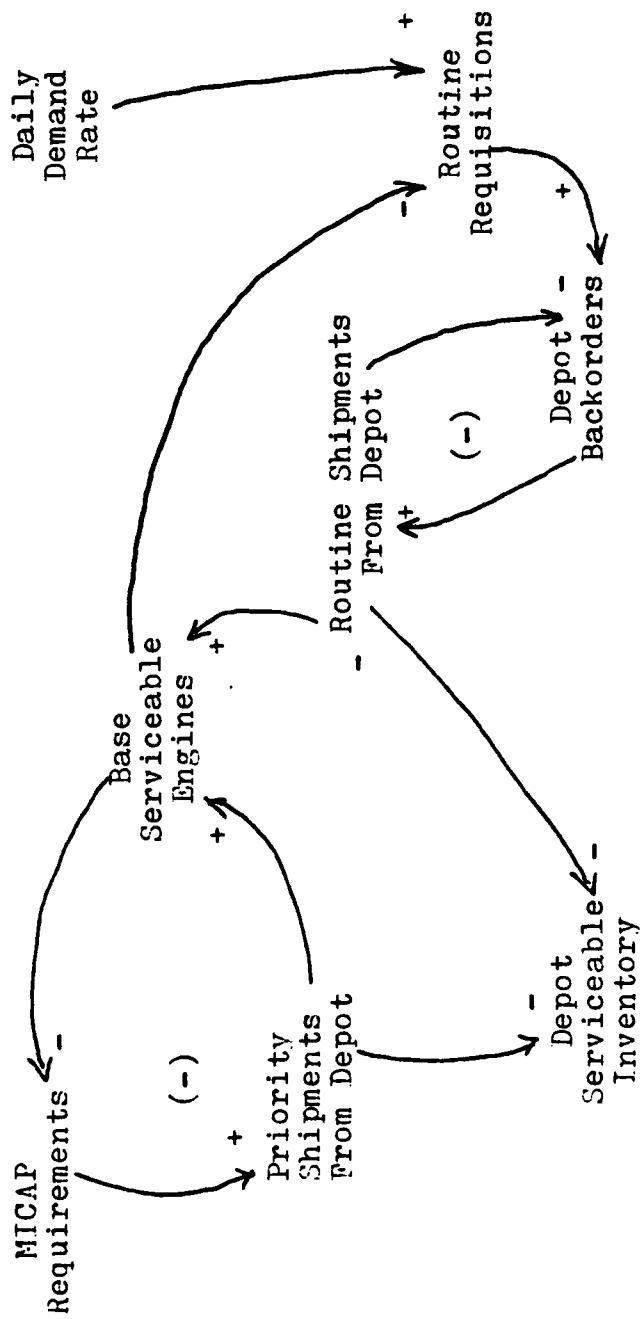 MICAP
Requirements
-
(-)
+
Priority
Shipments
From Depot
-
Depot
Serviceable
Inventory
-
Base
Serviceable
Engines
+
+
-
Routine Shipments
From Depot
+
(-)
-
Depot
Backorders
+
-
Routine
Requisitions
+
Daily
Demand
Rate